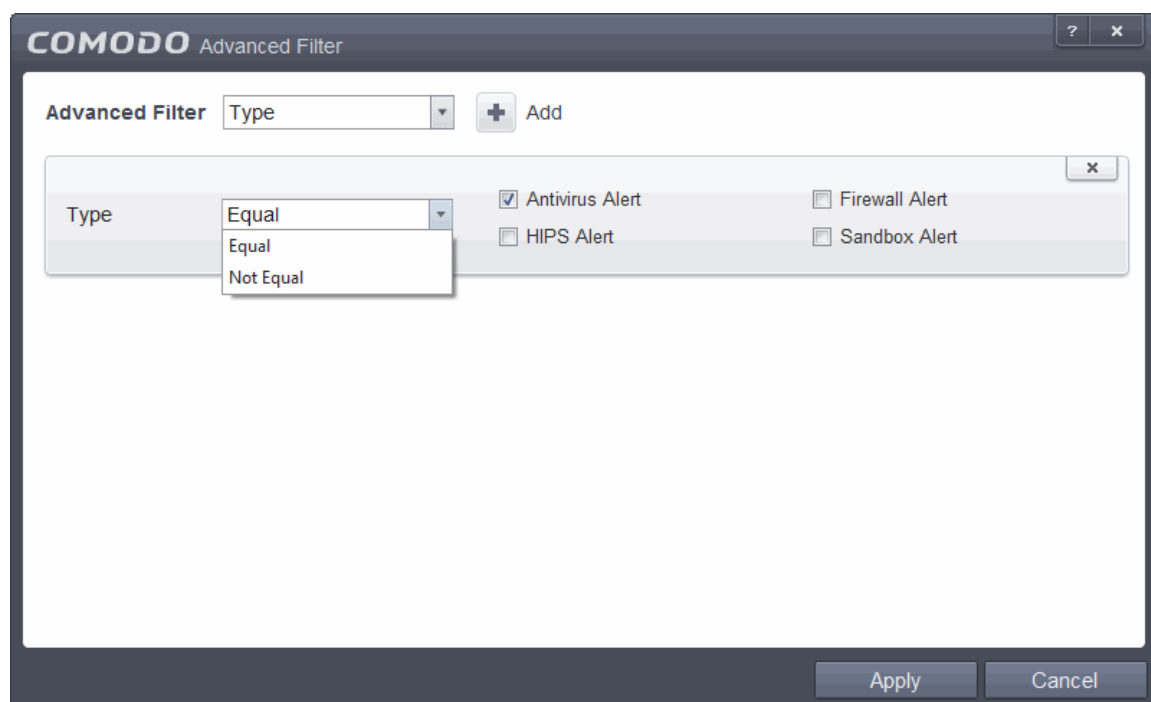 COMODO Advanced Filter
? x
Advanced Filter Type Add
x
Type Equal Antivirus Alert Firewall Alert
Equal HIPS Alert Sandbox Alert
Not Equal
Apply Cancel